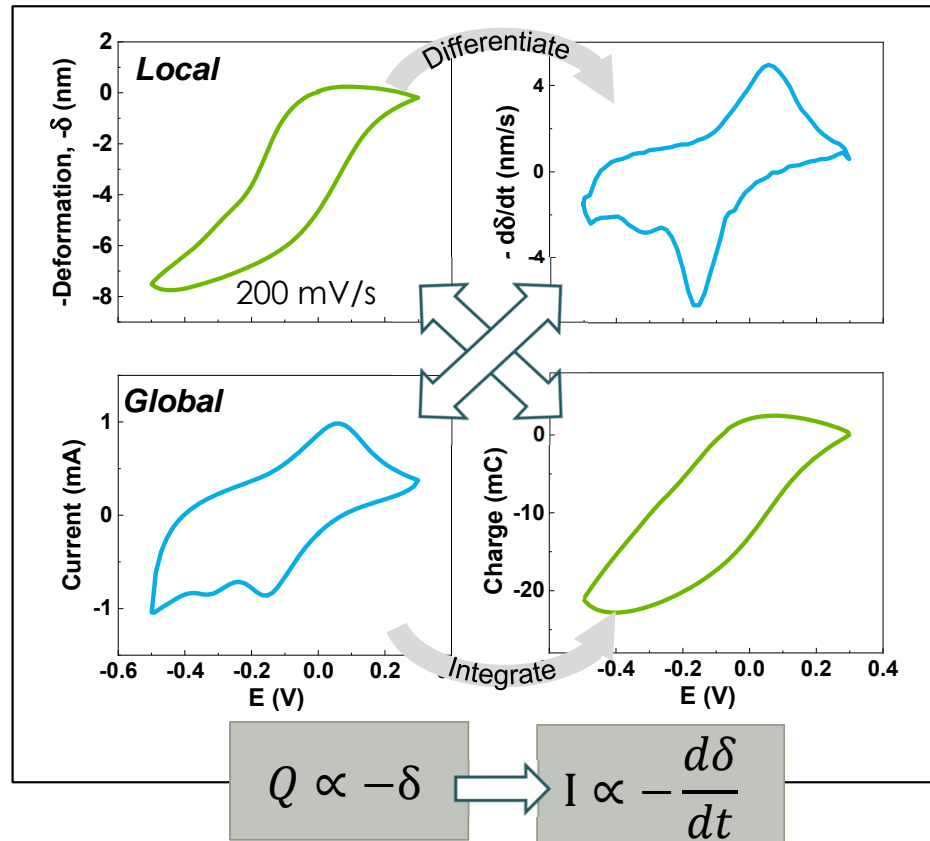 Local
Differentiate
-Deformation, -δ (nm)
2
0
-2
-4
-6
-8
200 mV/s
- dδ/dt (nm/s)
4
0
-4
Global
Current (mA)
1
0
-1
-0.6 -0.4 -0.2 0.0 0.2
E (V)
Charge (mC)
0
-10
-20
-0.4 -0.2 0.0 0.2 0.4
E (V)
Integrate
Q ∝ −δ
I ∝ − dδ/dt